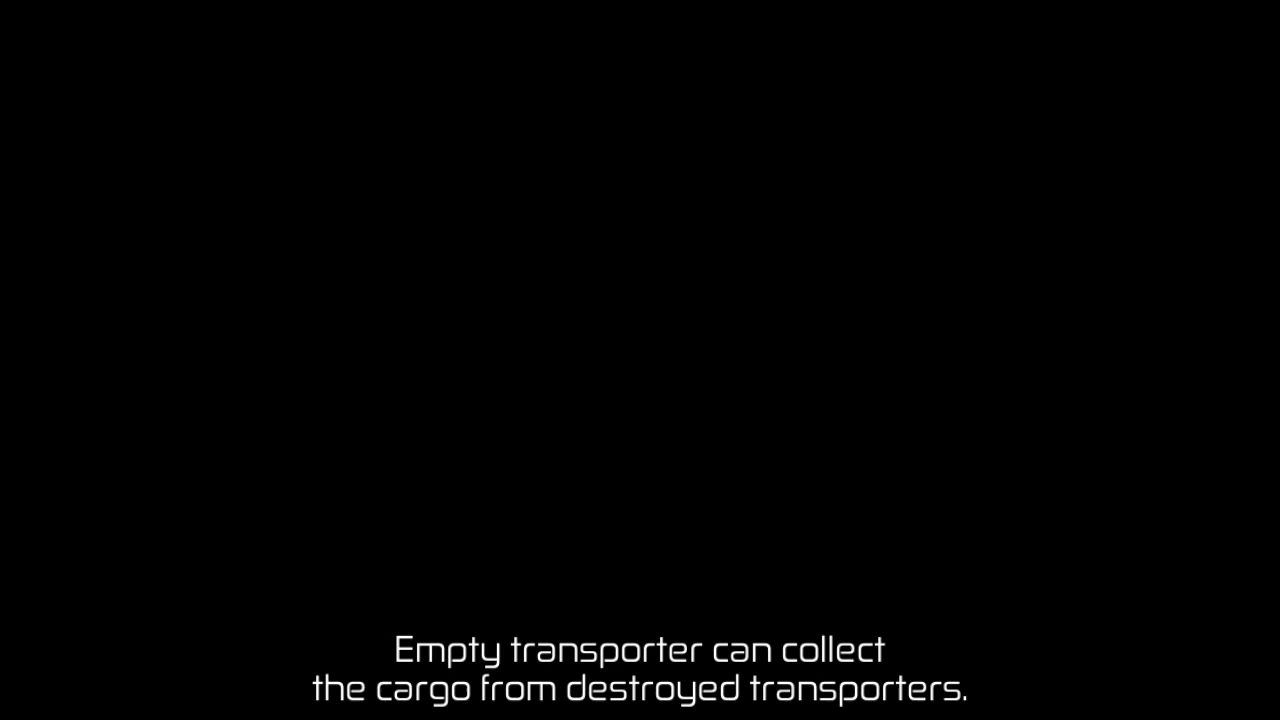 Empty transporter can collect
the cargo from destroyed transporters.